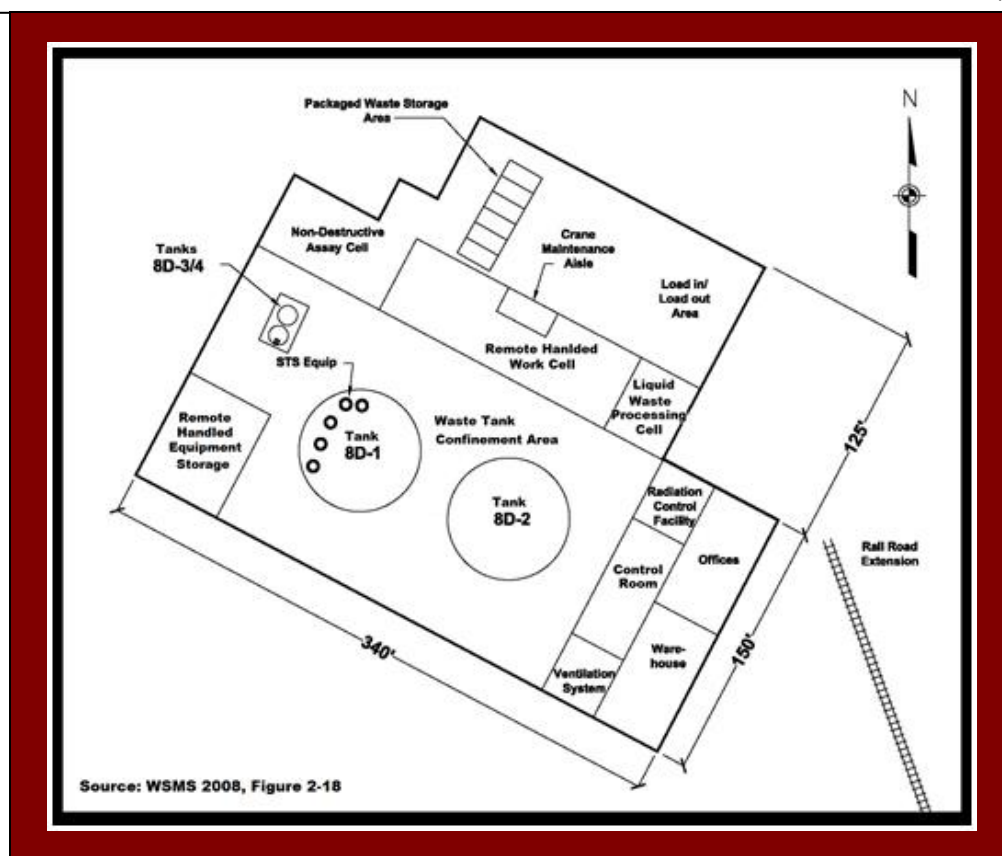 Packaged Waste Storage
Area
N
Non-Destructive
Assay Cell
Crane
Maintenance
Aisle
Tanks
8D-3/4
Load in/
Load out
Area
STS Equip
Remote Hanlded
Work Cell
Liquid
Waste
Processing
Cell
Remote
Handled
Equipment
Storage
Tank
8D-1
Waste Tank
Confinement Area
125'
Tank
8D-2
Radiation
Control
Facility
Offices
Rail Road
Extension
Control
Room
340'
Ware-
house
150'
Ventilation
System
Source: WSMS 2008, Figure 2-18